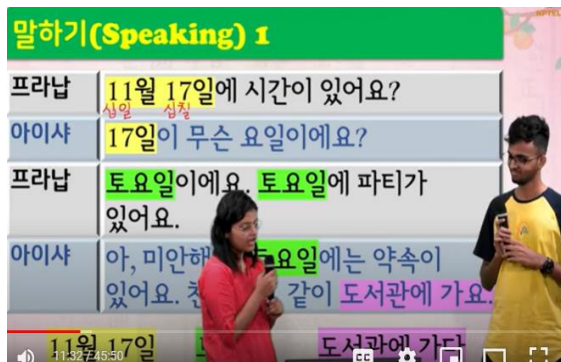 NPTEL
말하기(Speaking) 1
프라납 11월 17일에 시간이 있어요?
십일 십칠
아이샤 17일이 무슨 요일이에요?
프라납 토요일이에요. 토요일에 파티가
있어요.
아이샤 아, 미안해 토요일에는 약속이
있어요. 같이 도서관에 가요.
11월 17일 도서관에 가다
11:32 / 45:50
CC